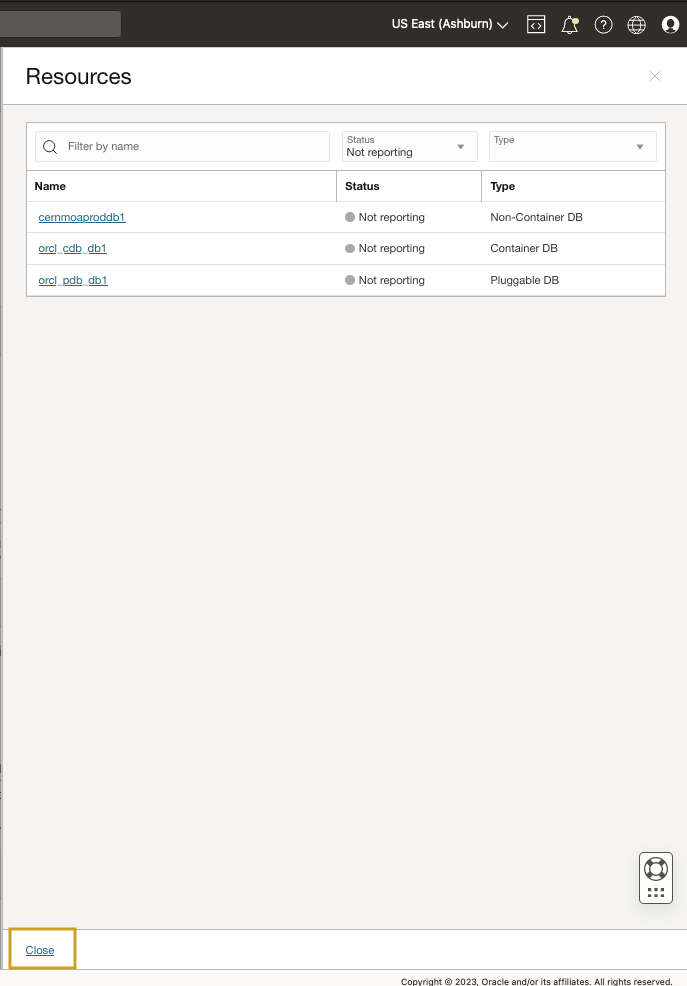 US East (Ashburn)
Resources
Filter by name
Status
Not reporting
Type
Name Status Type
cernmoaproddb1 Not reporting Non-Container DB
orcl_cdb_db1 Not reporting Container DB
orcl_pdb_db1 Not reporting Pluggable DB
Close
Copyright © 2023, Oracle and/or its affiliates. All rights reserved.